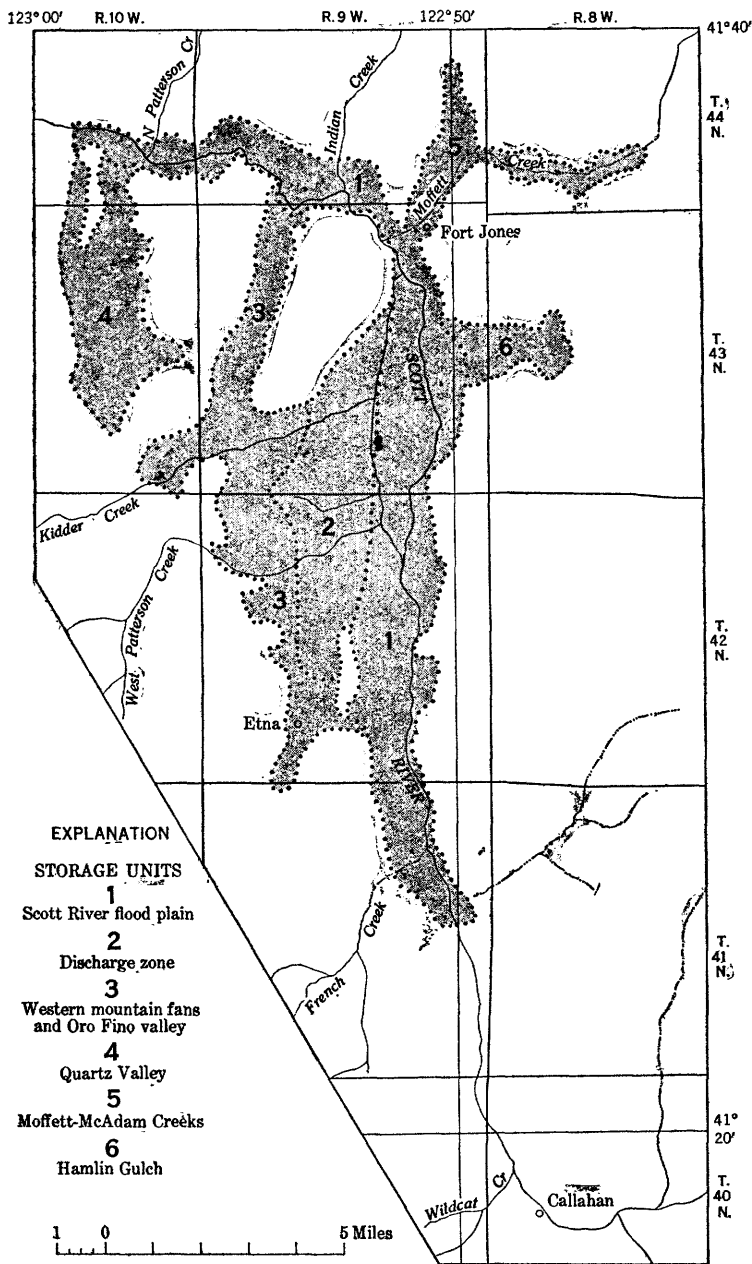 123°00' R.10 W. R. 9 W. 122°50' R.8 W.
41°40'
N Patterson Cr
Indian Creek
T.
44
N.
5
Creek
1
Moffett
Fort Jones
4
3
SCOTT
6
T.
43
N.
1
Kidder Creek
2
West Patterson Creek
3
1
T.
42
N.
Etna
RIVER
EXPLANATION
STORAGE UNITS
1
Scott River flood plain
2
Discharge zone
3
Western mountain fans
and Oro Fino valley
4
Quartz Valley
5
Moffett-McAdam Creeks
6
Hamlin Gulch
French Creek
T.
41
N.
41°
20'
T.
40
N.
Wildcat Cr
Callahan
1 0 5 Miles